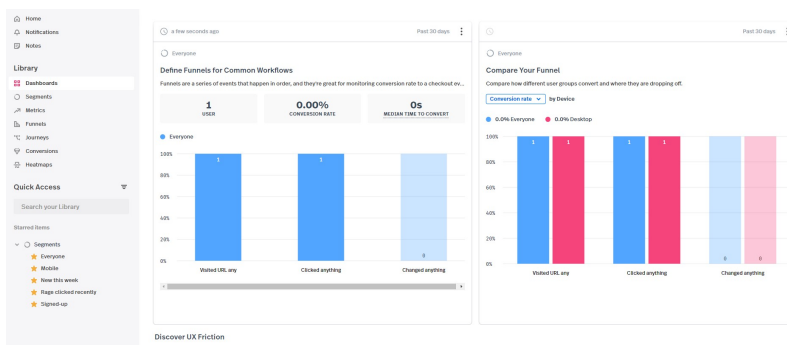 Home
Notifications
Notes
Library
Dashboards
Segments
Metrics
Funnels
Journeys
Conversions
Heatmaps
Quick Access
Search your Library
Starred Items
Segments
Everyone
Mobile
New this week
Rage clicked recently
Signed-up
a few seconds ago Past 30 days
Everyone
Define Funnels for Common Workflows
Funnels are a series of events that happen in order, and they're great for monitoring conversion rate to a checkout ev...
1 0.00% 0s
USER CONVERSION RATE MEDIAN TIME TO CONVERT
Everyone
100%
1
80%
60%
40%
20%
0
0%
Visited URL any Clicked anything Changed anything
Past 30 days
Everyone
Compare Your Funnel
Compare how different user groups convert and where they are dropping off.
Conversion rate by Device
0.0% Everyone 0.0% Desktop
100%
1 1 1 1
80%
60%
40%
20%
0 0
0%
Visited URL any Clicked anything Changed anything
Discover UX Friction